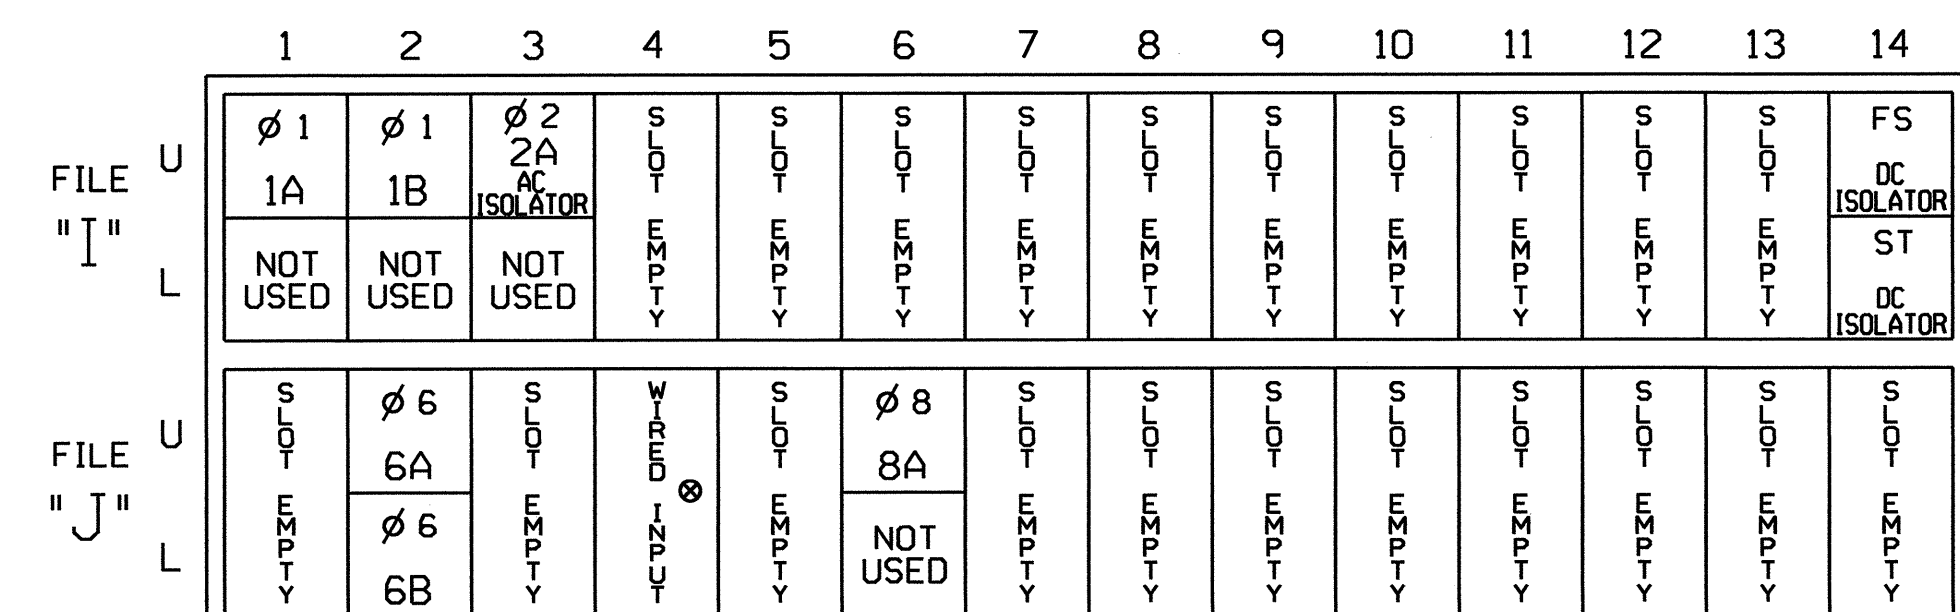 1 2 3 4 5 6 7 8 9 10 11 12 13 14
FILE "I"
U
L
Ø 1 1A
NOT USED
Ø 1 1B
NOT USED
Ø 2 2A AC ISOLATOR
NOT USED
SLOT EMPTY
SLOT EMPTY
SLOT EMPTY
SLOT EMPTY
SLOT EMPTY
SLOT EMPTY
SLOT EMPTY
SLOT EMPTY
SLOT EMPTY
SLOT EMPTY
FS DC ISOLATOR
ST DC ISOLATOR
FILE "J"
U
L
SLOT EMPTY
Ø 6 6A
Ø 6 6B
SLOT EMPTY
WIRED INPUT ⊗
SLOT EMPTY
Ø 8 8A
NOT USED
SLOT EMPTY
SLOT EMPTY
SLOT EMPTY
SLOT EMPTY
SLOT EMPTY
SLOT EMPTY
SLOT EMPTY
SLOT EMPTY